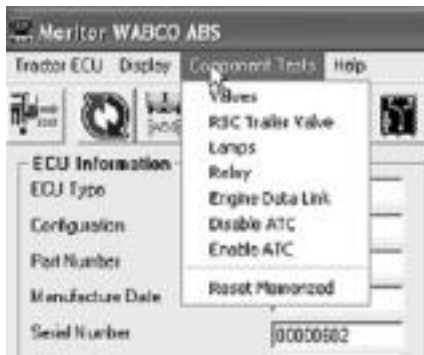 Meritor WABCO ABS
Tractor ECU Display Component Tests Help
Valves
RSC Trailer Valve
Lamps
Relay
Engine Data Link
Disable ATC
Enable ATC
Reset Memorized
ECU Information
ECU Type
Configuration
Part Number
Manufacture Date
Serial Number
00000602